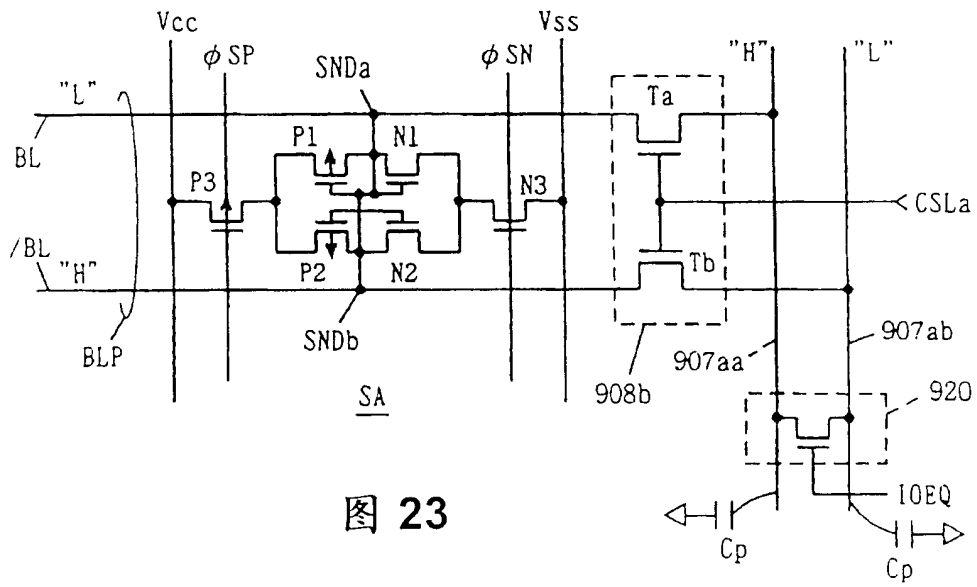 Vcc
Vss
φSP
SNDa
φSN
"H"
"L"
"L"
Ta
BL
P1
N1
P3
N3
CSLa
/BL
"H"
P2
N2
Tb
BLP
SNDb
907ab
907aa
SA
908b
920
图 23
IOEQ
Cp
Cp